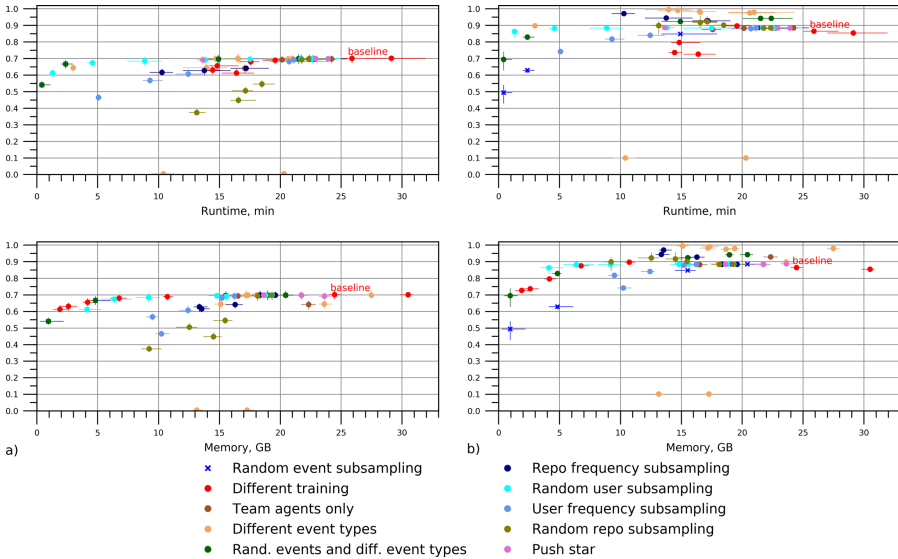 1.0
0.9
0.8
0.7
0.6
0.5
0.4
0.3
0.2
0.1
0.0
baseline
0 5 10 15 20 25 30
Runtime, min
1.0
0.9
0.8
0.7
0.6
0.5
0.4
0.3
0.2
0.1
0.0
baseline
0 5 10 15 20 25 30
Runtime, min
1.0
0.9
0.8
0.7
0.6
0.5
0.4
0.3
0.2
0.1
0.0
baseline
0 5 10 15 20 25 30
Memory, GB
1.0
0.9
0.8
0.7
0.6
0.5
0.4
0.3
0.2
0.1
0.0
baseline
0 5 10 15 20 25 30
Memory, GB
a)
b)
Random event subsampling
Different training
Team agents only
Different event types
Rand. events and diff. event types
Repo frequency subsampling
Random user subsampling
User frequency subsampling
Random repo subsampling
Push star